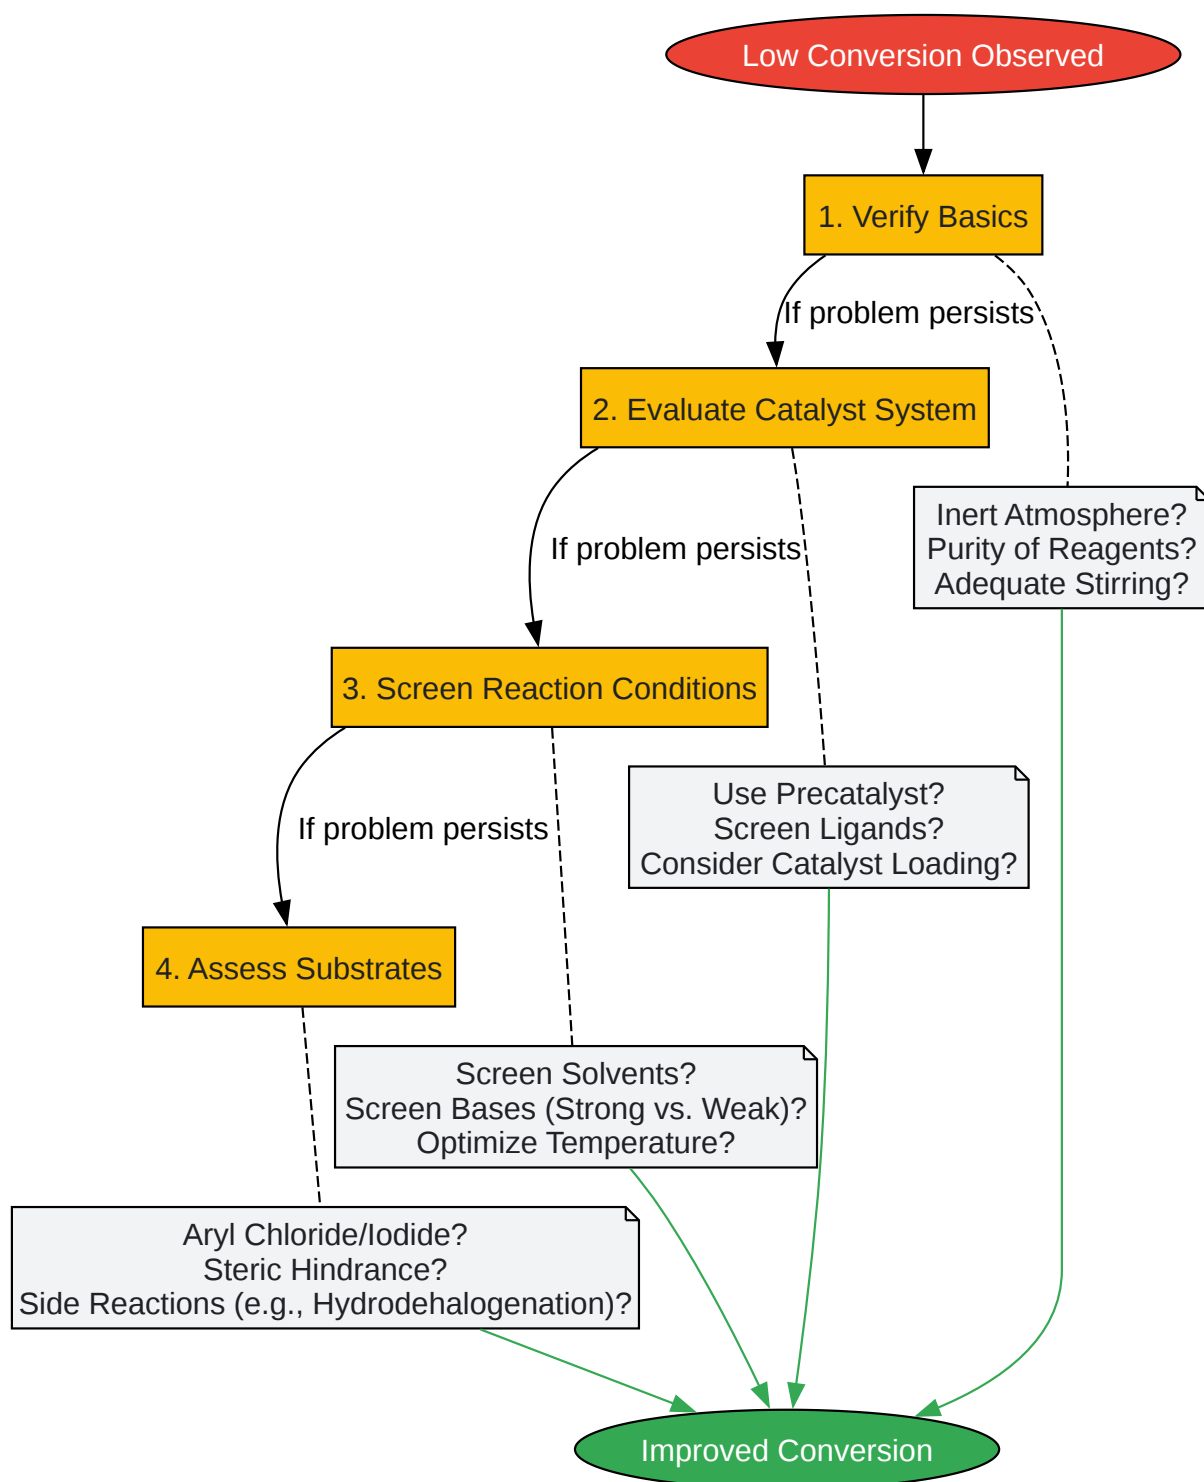 Low Conversion Observed
1. Verify Basics
If problem persists
2. Evaluate Catalyst System
Inert Atmosphere?
Purity of Reagents?
Adequate Stirring?
If problem persists
3. Screen Reaction Conditions
Use Precatalyst?
Screen Ligands?
Consider Catalyst Loading?
If problem persists
4. Assess Substrates
Screen Solvents?
Screen Bases (Strong vs. Weak)?
Optimize Temperature?
Aryl Chloride/Iodide?
Steric Hindrance?
Side Reactions (e.g., Hydrodehalogenation)?
Improved Conversion